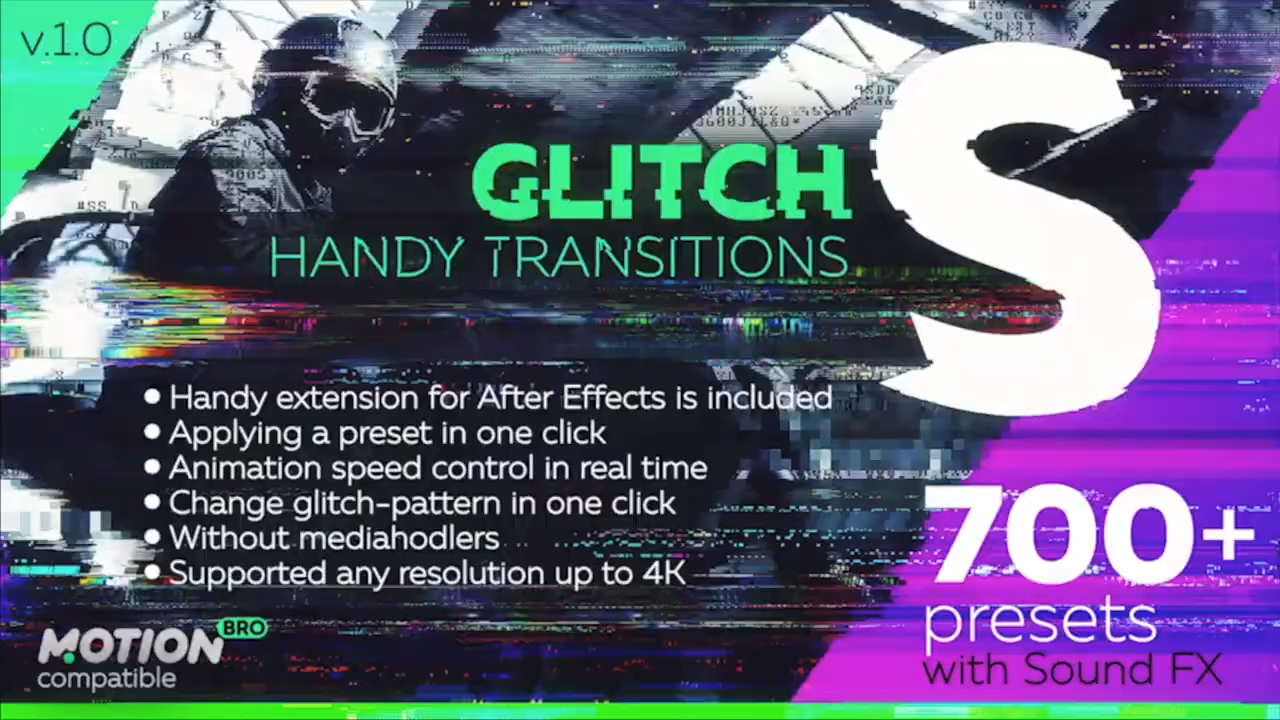 v.1.0
GLITCH
HANDY TRANSITIONS
S
• Handy extension for After Effects is included
• Applying a preset in one click
• Animation speed control in real time
• Change glitch-pattern in one click
• Without mediahodlers
• Supported any resolution up to 4K
700+
presets
with Sound FX
MOTION BRO
compatible